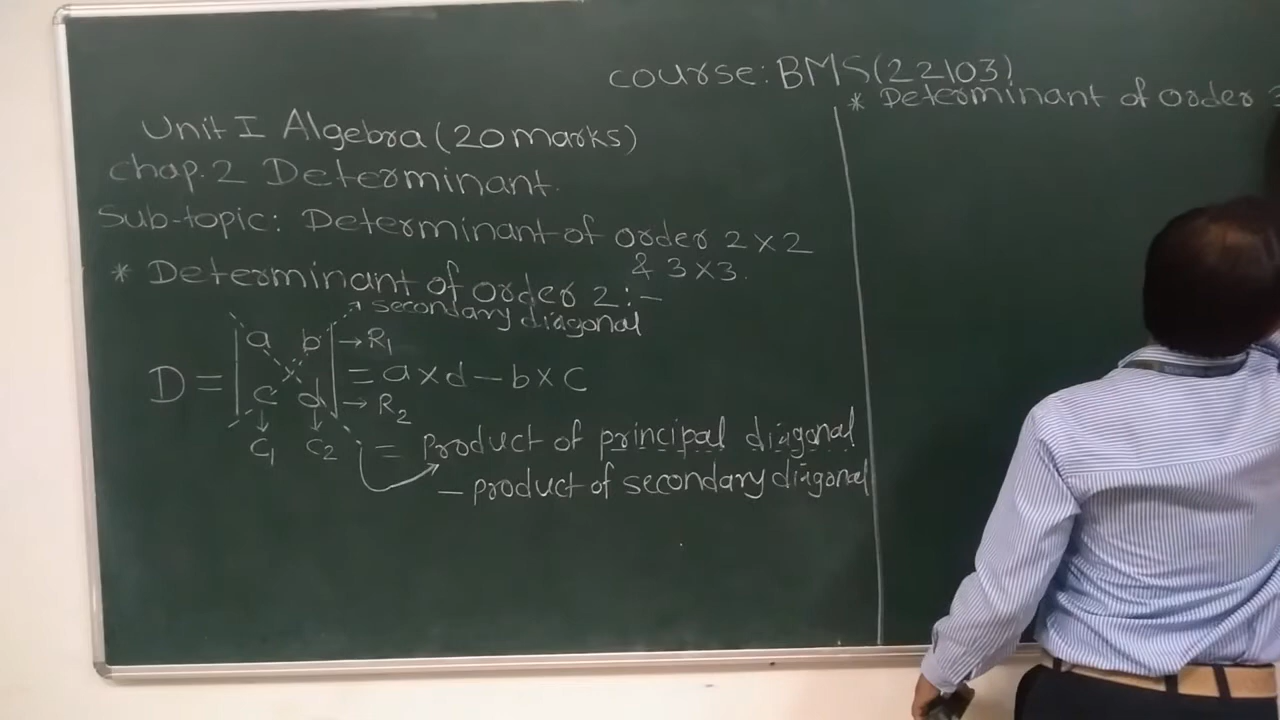 course: BMS(22103)
Unit I Algebra (20 marks)
chap. 2 Determinant.
Sub-topic: Determinant of order 2×2
& 3×3.
* Determinant of order 2:-
secondary diagonal
a b → R1
D = = a×d - b×c
c d → R2
C1 C2
= product of principal diagonal
- product of secondary diagonal
* Determinant of order